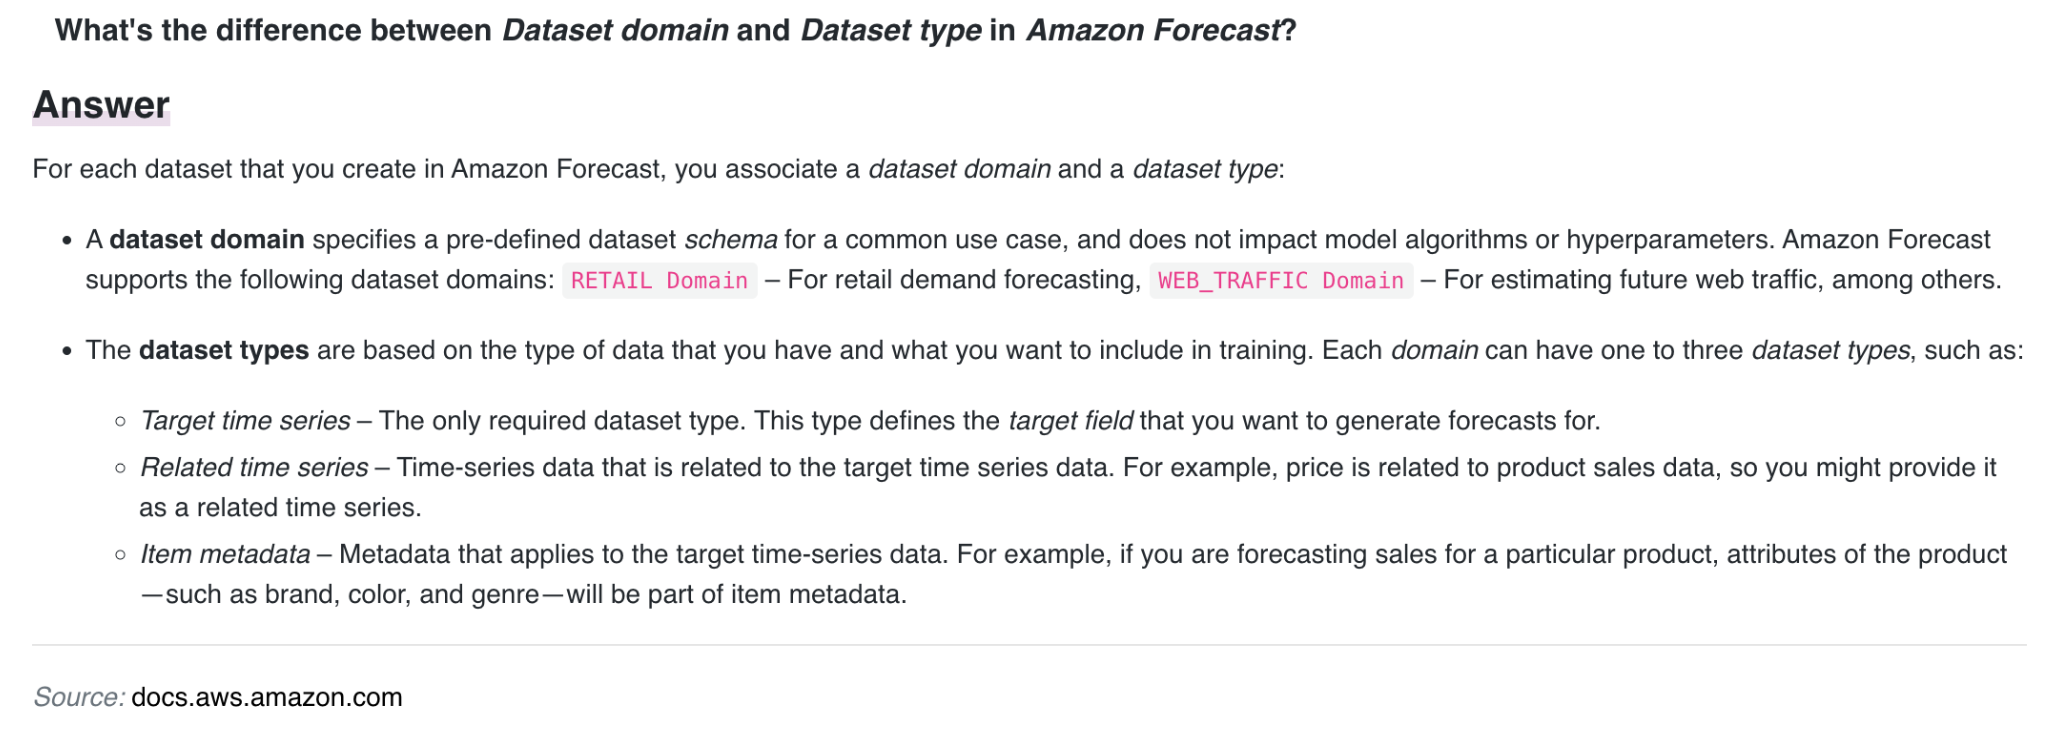 What's the difference between Dataset domain and Dataset type in Amazon Forecast?
Answer
For each dataset that you create in Amazon Forecast, you associate a dataset domain and a dataset type:
• A dataset domain specifies a pre-defined dataset schema for a common use case, and does not impact model algorithms or hyperparameters. Amazon Forecast
supports the following dataset domains: RETAIL Domain – For retail demand forecasting, WEB_TRAFFIC Domain – For estimating future web traffic, among others.
• The dataset types are based on the type of data that you have and what you want to include in training. Each domain can have one to three dataset types, such as:
◦ Target time series – The only required dataset type. This type defines the target field that you want to generate forecasts for.
◦ Related time series – Time-series data that is related to the target time series data. For example, price is related to product sales data, so you might provide it
as a related time series.
◦ Item metadata – Metadata that applies to the target time-series data. For example, if you are forecasting sales for a particular product, attributes of the product
—such as brand, color, and genre—will be part of item metadata.
Source: docs.aws.amazon.com